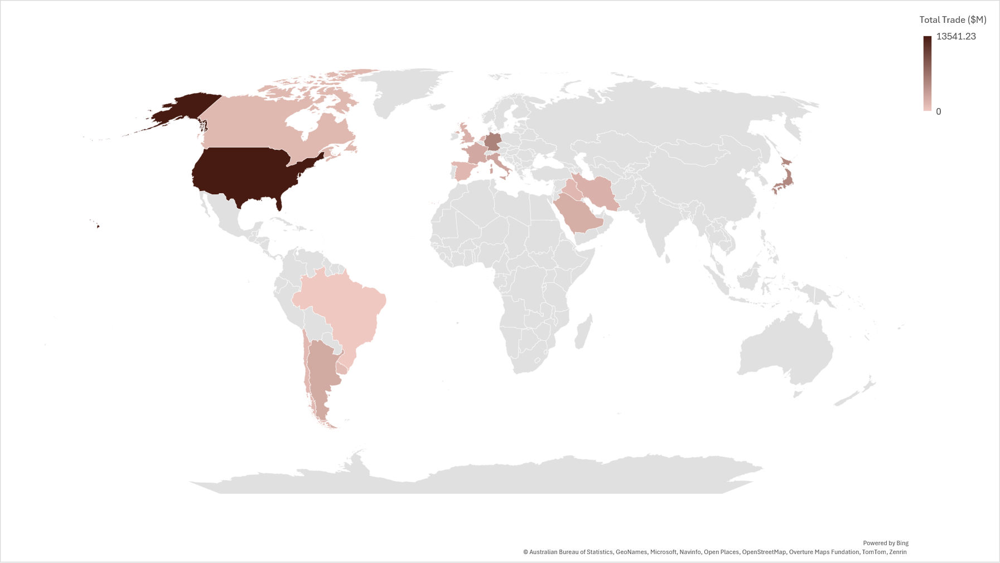 Total Trade ($M)
13541.23
0
Powered by Bing
© Australian Bureau of Statistics, GeoNames, Microsoft, Navinfo, Open Places, OpenStreetMap, Overture Maps Fundation, TomTom, Zenrin